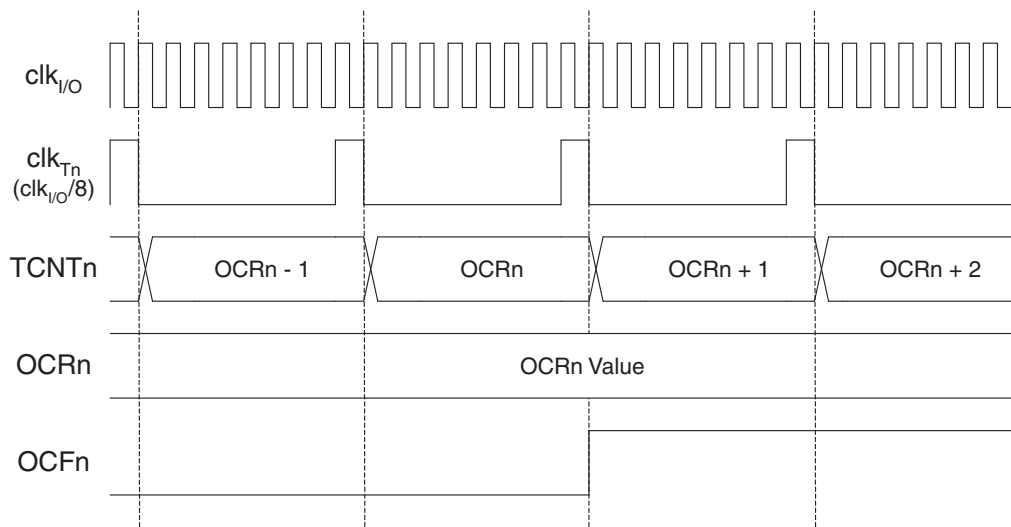 clkI/O
clkTn
(clkI/O/8)
TCNTn
OCRn - 1
OCRn
OCRn + 1
OCRn + 2
OCRn
OCRn Value
OCFn